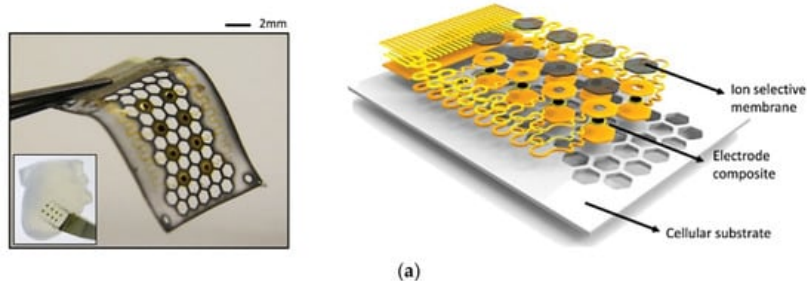 2mm
Ion selective
membrane
Electrode
composite
Cellular substrate
(a)